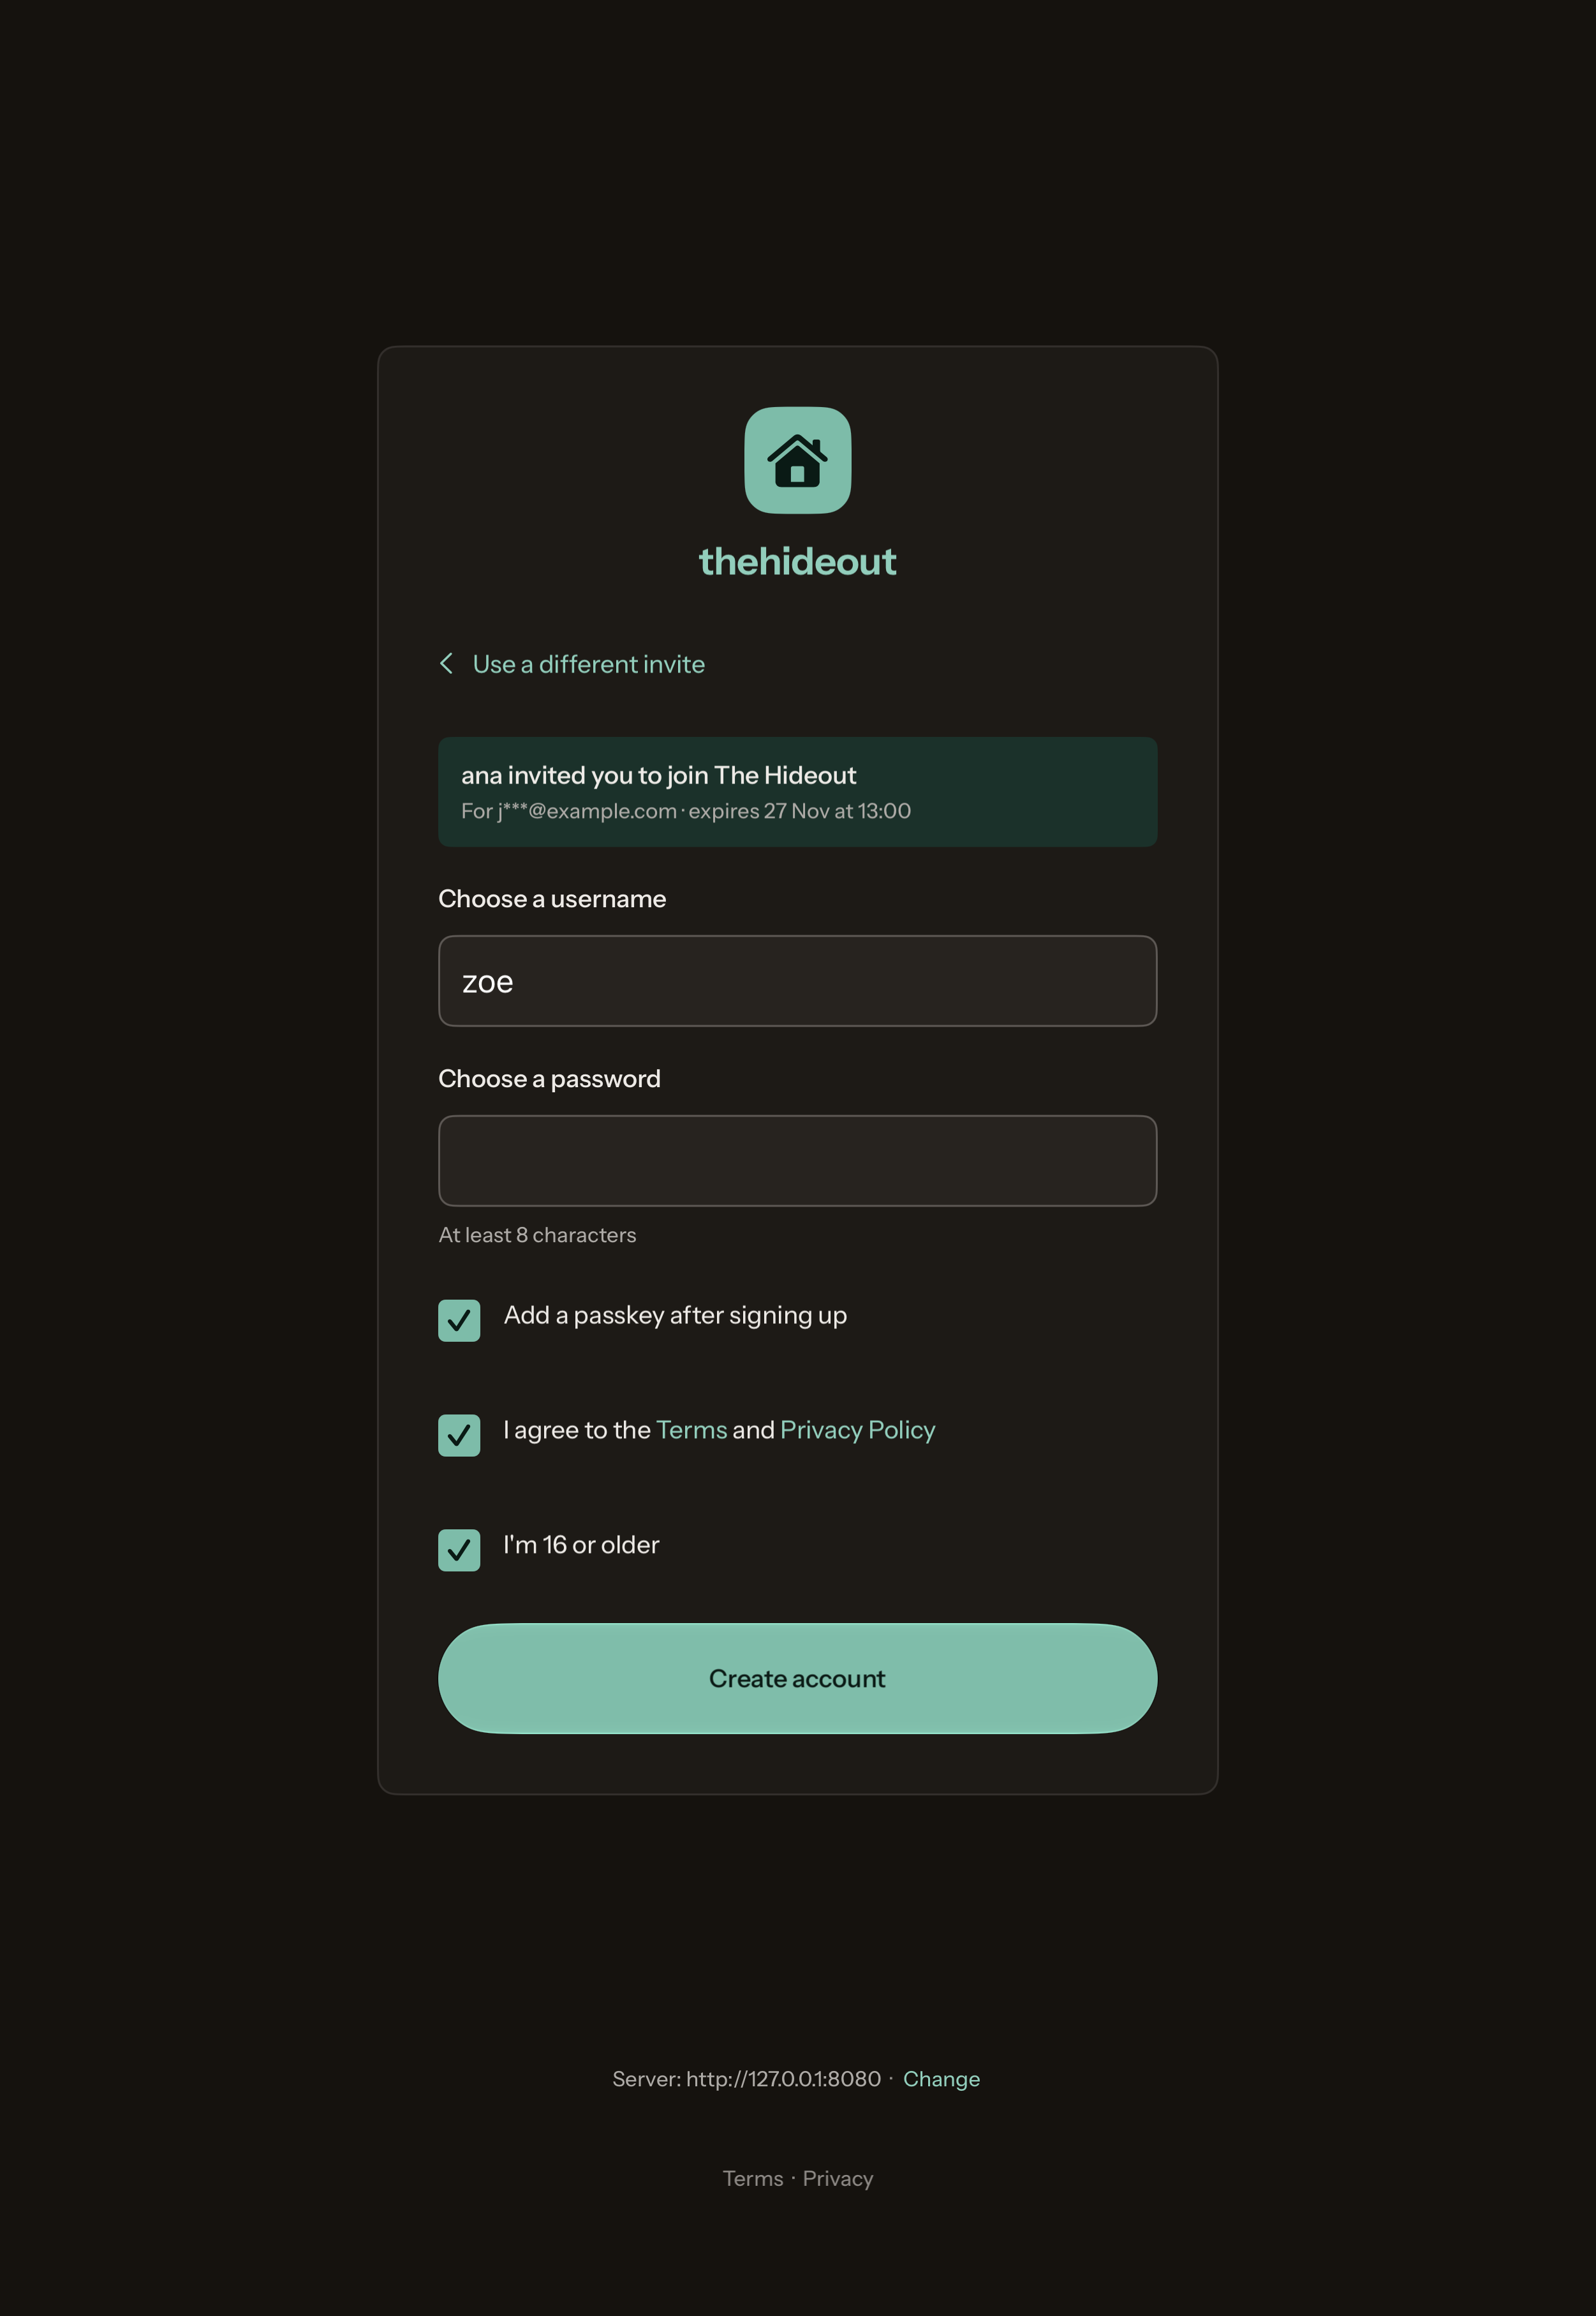 thehideout
Use a different invite
ana invited you to join The Hideout
For j***@example.com · expires 27 Nov at 13:00
Choose a username
zoe
Choose a password
At least 8 characters
Add a passkey after signing up
I agree to the Terms and Privacy Policy
I'm 16 or older
Create account
Server: http://127.0.0.1:8080 · Change
Terms · Privacy